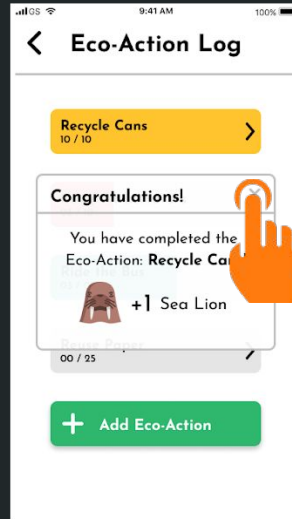 9:41 AM
100%
Eco-Action Log
Recycle Cans
10 / 10
Congratulations!
You have completed the
Eco-Action: Recycle Can
+1 Sea Lion
Ride the Bus
Reuse Paper
00 / 25
+ Add Eco-Action